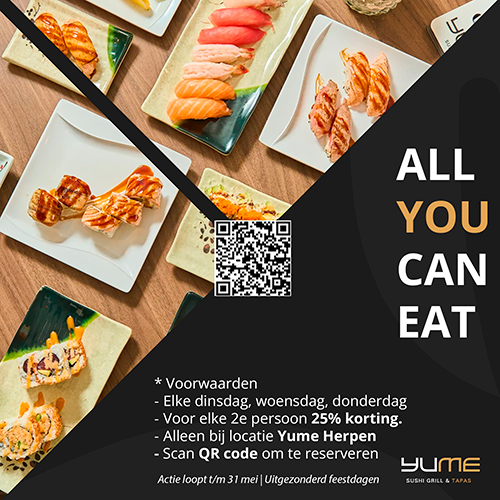 ALL
YOU
CAN
EAT
* Voorwaarden
- Elke dinsdag, woensdag, donderdag
- Voor elke 2e persoon 25% korting.
- Alleen bij locatie Yume Herpen
- Scan QR code om te reserveren
Actie loopt t/m 31 mei | Uitgezonderd feestdagen
YUME
SUSHI GRILL & TAPAS